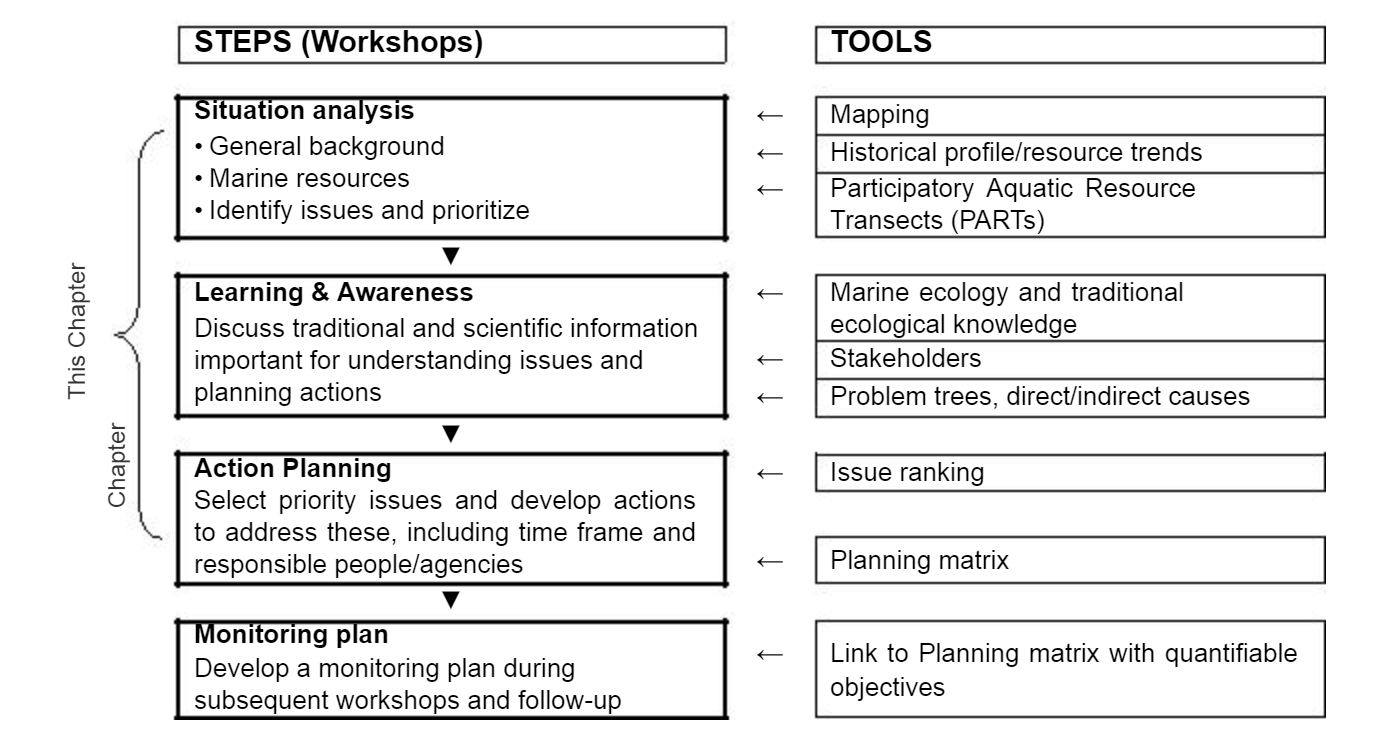 STEPS (Workshops)
TOOLS
Situation analysis
• General background
• Marine resources
• Identify issues and prioritize
← Mapping
← Historical profile/resource trends
← Participatory Aquatic Resource
Transects (PARTs)
▼
Learning & Awareness
Discuss traditional and scientific information
important for understanding issues and
planning actions
← Marine ecology and traditional
ecological knowledge
← Stakeholders
← Problem trees, direct/indirect causes
▼
Action Planning
Select priority issues and develop actions
to address these, including time frame and
responsible people/agencies
← Issue ranking
← Planning matrix
▼
Monitoring plan
Develop a monitoring plan during
subsequent workshops and follow-up
← Link to Planning matrix with quantifiable
objectives
This Chapter
Chapter